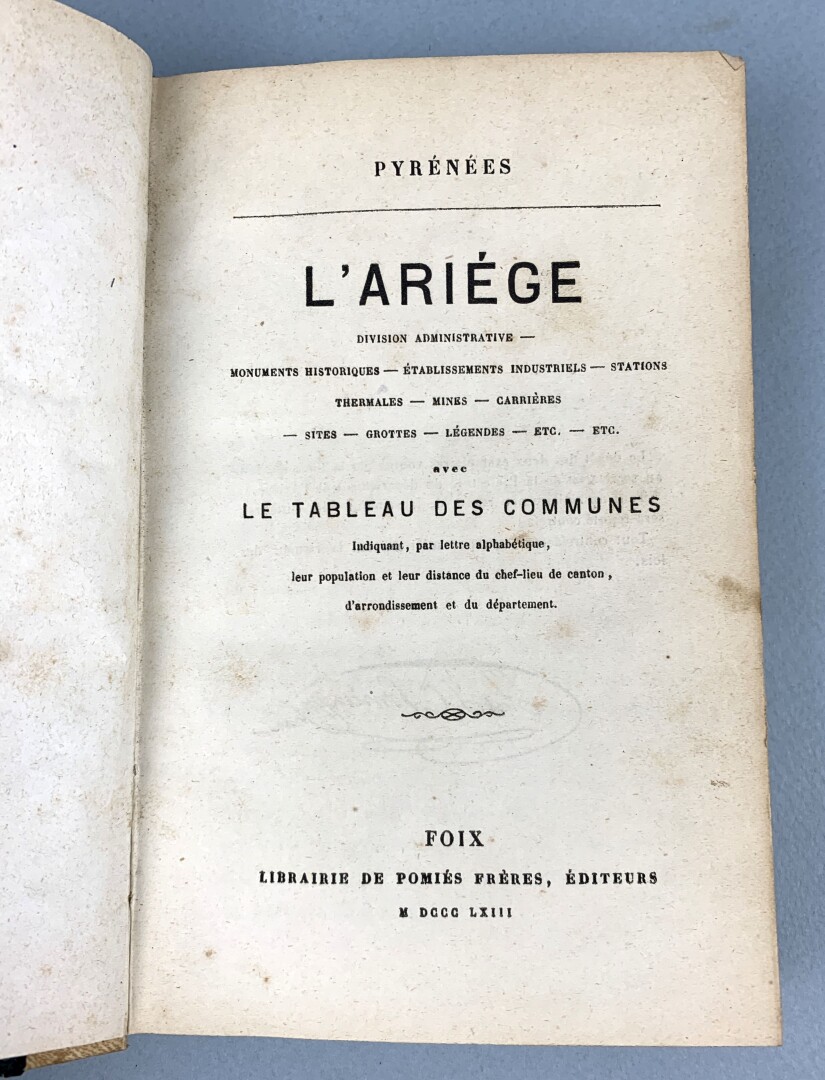 PYRÉNÉES
L'ARIÉGE
DIVISION ADMINISTRATIVE —
MONUMENTS HISTORIQUES — ÉTABLISSEMENTS INDUSTRIELS — STATIONS
THERMALES — MINES — CARRIÈRES
— SITES — GROTTES — LÉGENDES — ETC. — ETC.
avec
LE TABLEAU DES COMMUNES
Indiquant, par lettre alphabétique,
leur population et leur distance du chef-lieu de canton,
d'arrondissement et du département.
FOIX
LIBRAIRIE DE POMIÉS FRÈRES, ÉDITEURS
M DCCC LXIII